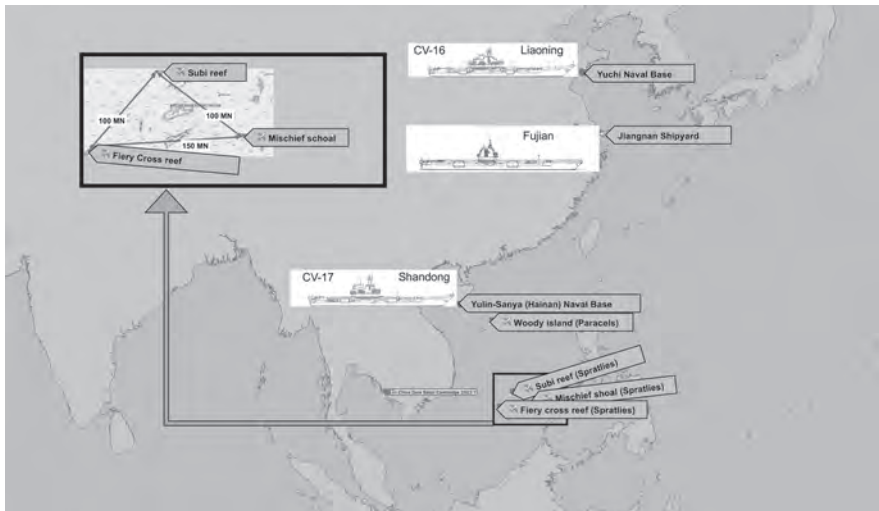 CV-16 Liaoning
Yuchi Naval Base
Subi reef
100 MN
100 MN
Mischief schoal
150 MN
Fiery Cross reef
Fujian
Jiangnan Shipyard
CV-17 Shandong
Yulin-Sanya (Hainan) Naval Base
Woody island (Paracels)
Subi reef (Spratlies)
Mischief shoal (Spratlies)
Fiery cross reef (Spratlies)